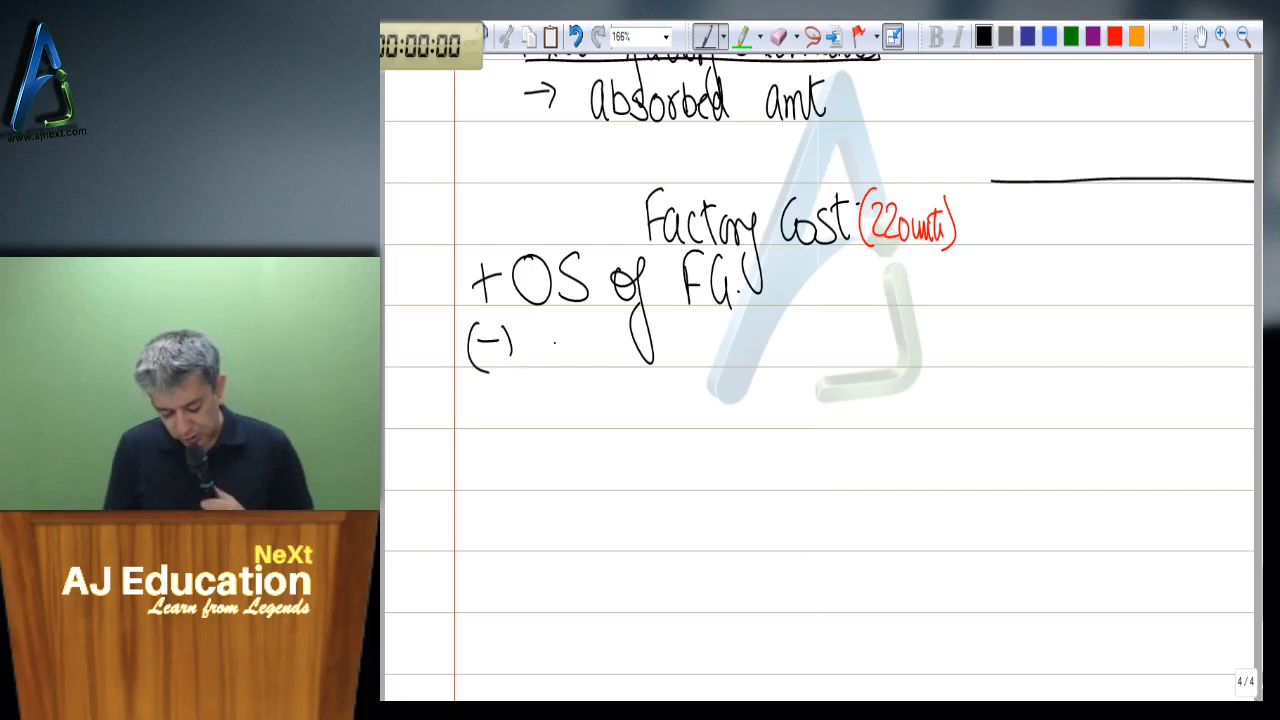 00:00:00
166%
B I
www.ajnext.com
→ absorbed amt
Factory Cost (220 units)
+ OS of FG.
(-)
NeXt
AJ Education
Learn from Legends
4/4